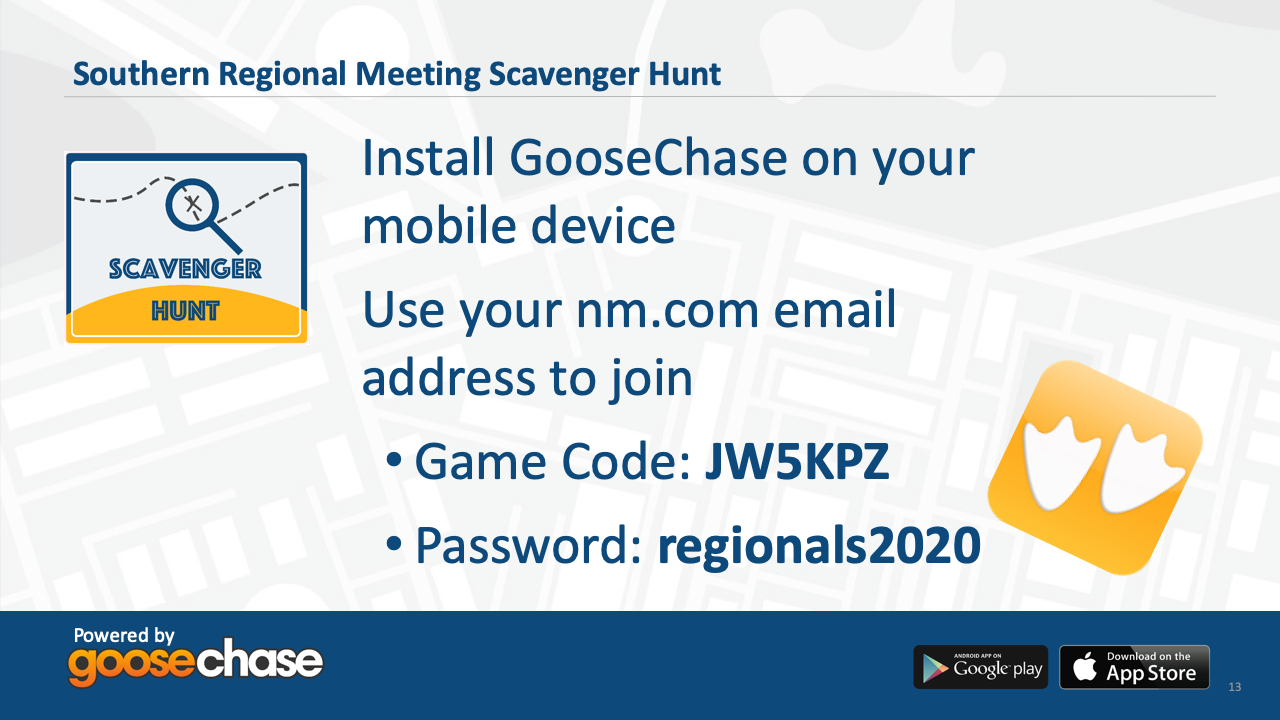 Southern Regional Meeting Scavenger Hunt
SCAVENGER
HUNT
Install GooseChase on your
mobile device
Use your nm.com email
address to join
• Game Code: JW5KPZ
• Password: regionals2020
Powered by
goosechase
ANDROID APP ON
Google play
Download on the
App Store
13